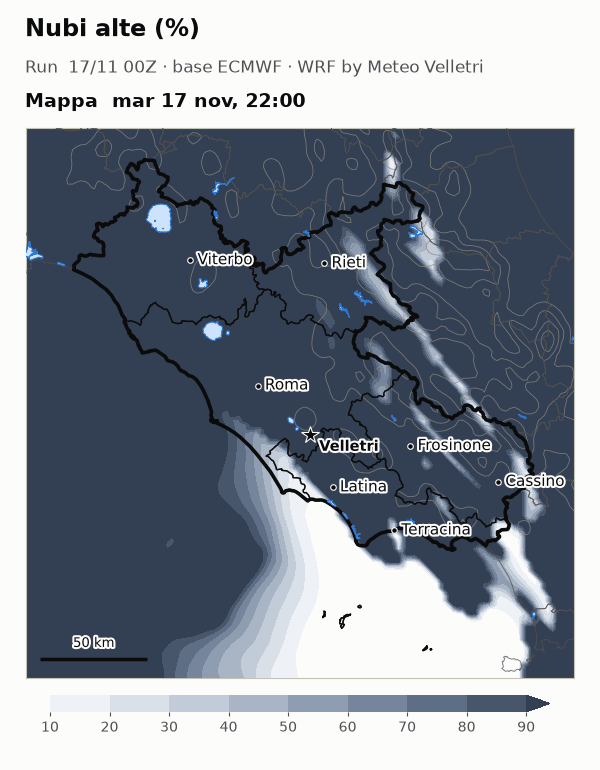 Nubi alte (%)
Run 17/11 00Z · base ECMWF · WRF by Meteo Velletri
Mappa mar 17 nov, 22:00
Viterbo
Rieti
Roma
Velletri
Frosinone
Latina
Cassino
Terracina
50 km
10 20 30 40 50 60 70 80 90